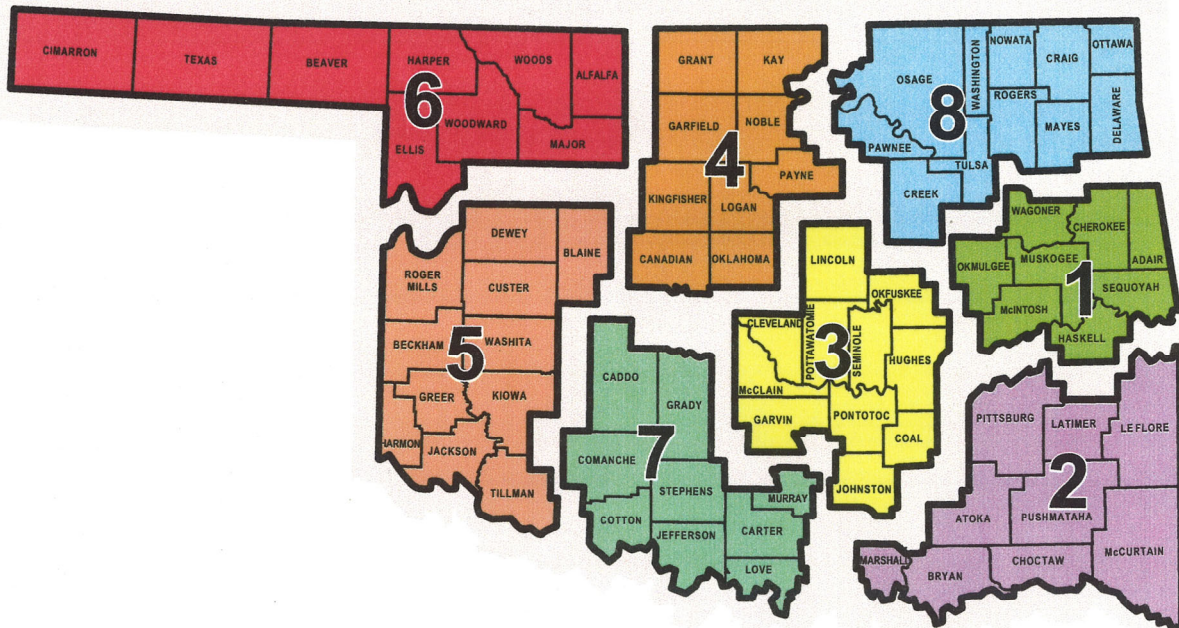 CIMARRON
TEXAS
BEAVER
HARPER
WOODS
ALFALFA
6
WOODWARD
ELLIS
MAJOR
GRANT
KAY
GARFIELD
NOBLE
4
PAYNE
KINGFISHER
LOGAN
CANADIAN
OKLAHOMA
OSAGE
WASHINGTON
NOWATA
CRAIG
OTTAWA
ROGERS
8
MAYES
DELAWARE
PAWNEE
TULSA
CREEK
WAGONER
CHEROKEE
ADAIR
OKMULGEE
MUSKOGEE
1
SEQUOYAH
McINTOSH
HASKELL
DEWEY
BLAINE
ROGER
MILLS
CUSTER
BECKHAM
5
WASHITA
GREER
KIOWA
HARMON
JACKSON
TILLMAN
LINCOLN
OKFUSKEE
CLEVELAND
POTTAWATOMIE
3
SEMINOLE
HUGHES
McCLAIN
GARVIN
PONTOTOC
COAL
JOHNSTON
CADDO
GRADY
7
COMANCHE
STEPHENS
MURRAY
COTTON
JEFFERSON
CARTER
LOVE
PITTSBURG
LATIMER
LE FLORE
2
ATOKA
PUSHMATAHA
McCURTAIN
MARSHALL
BRYAN
CHOCTAW